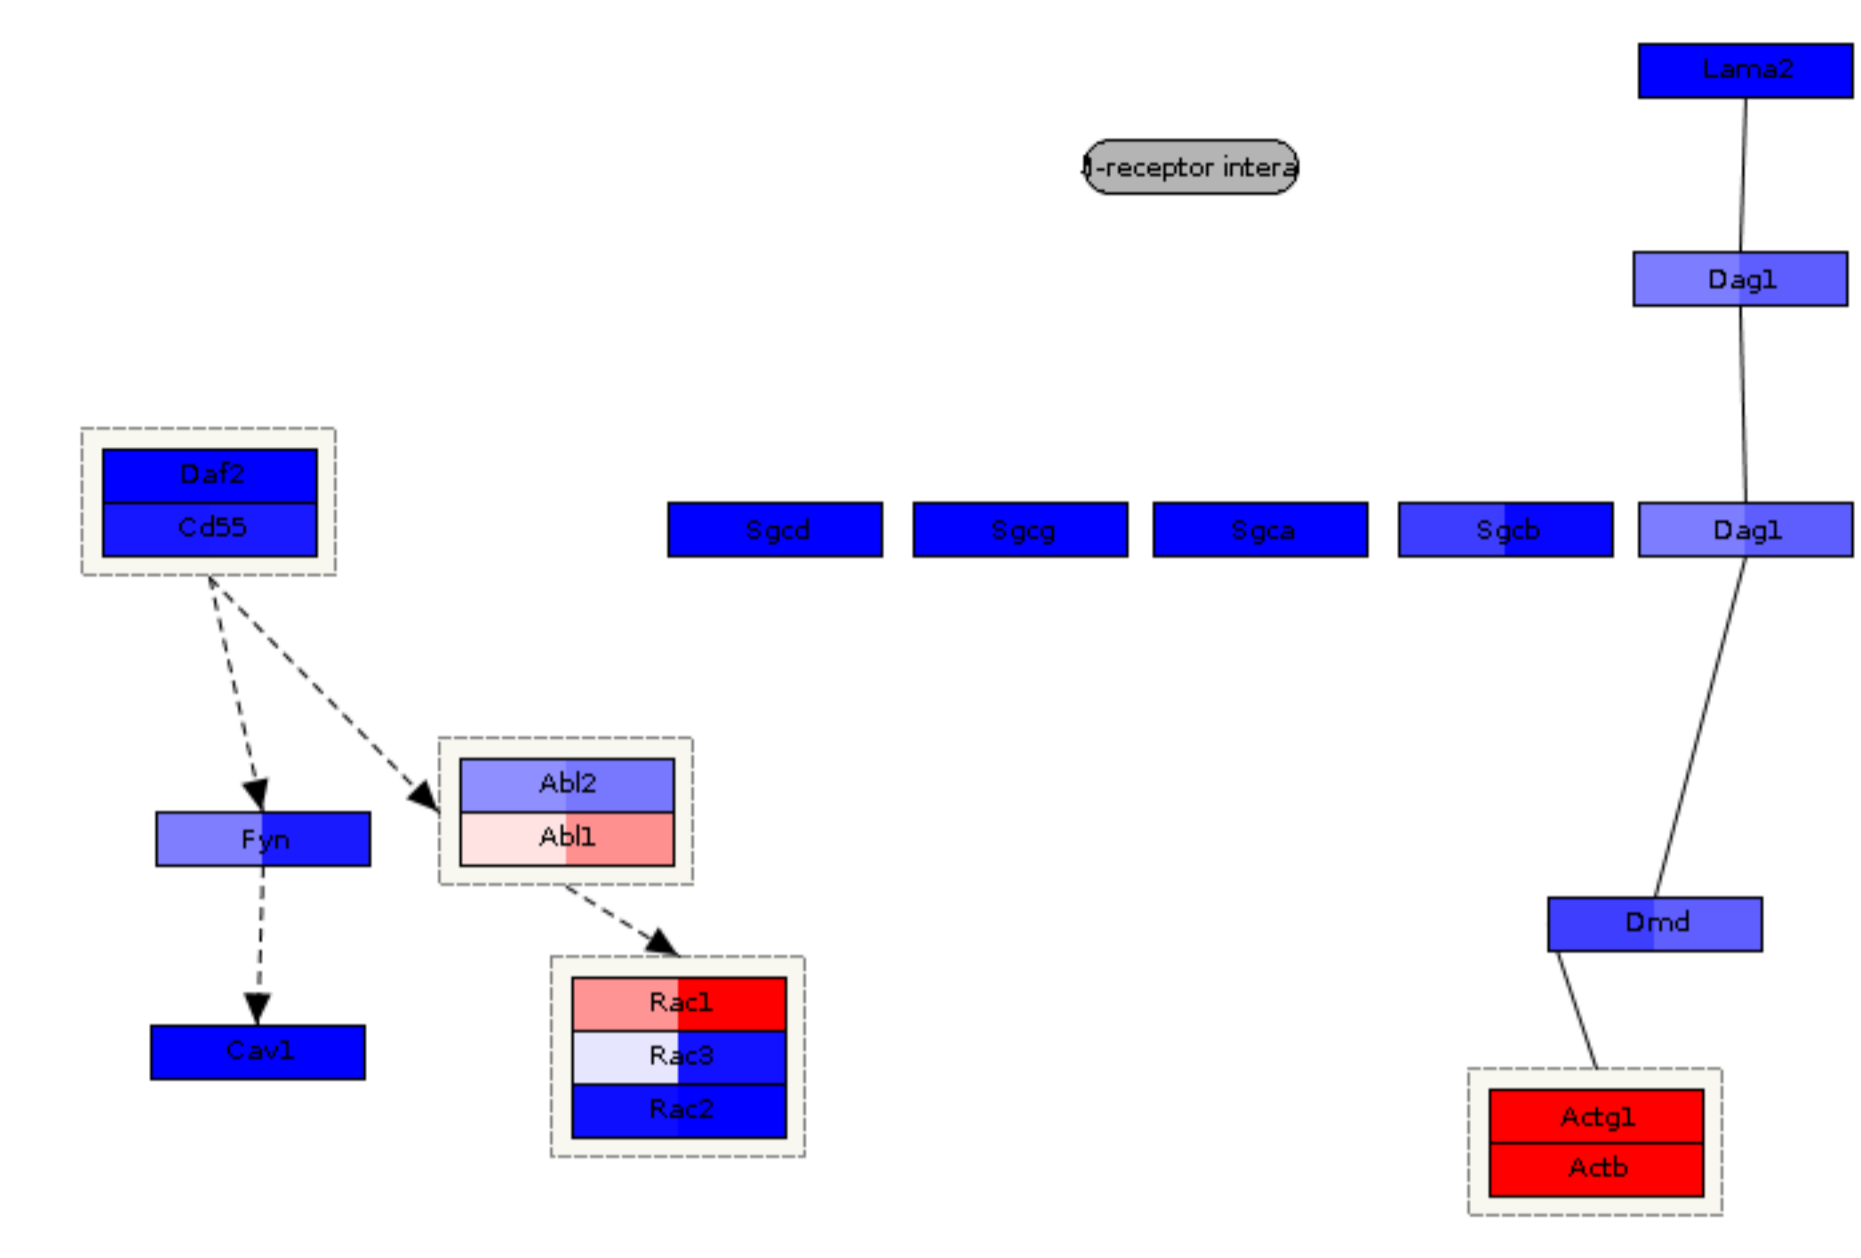 Lama2
-receptor intera
Dag1
Daf2
Cd55
Sgcd
Sgcg
Sgca
Sgcb
Dag1
Abl2
Abl1
Fyn
Dmd
Rac1
Rac3
Rac2
Cav1
Actg1
Actb